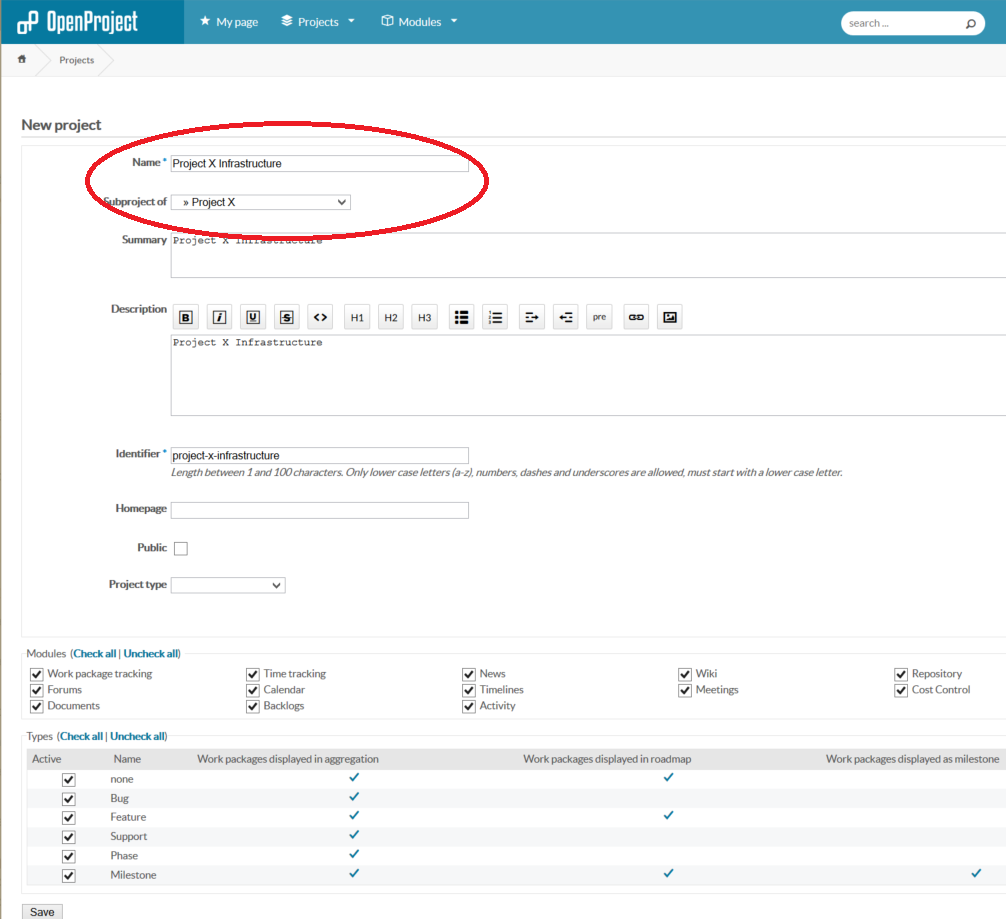 OpenProject My page Projects Modules search ...
Projects
New project
Name * Project X Infrastructure
Subproject of » Project X
Summary Project X Infrastructure
Description B i U S <> H1 H2 H3 pre
Project X Infrastructure
Identifier * project-x-infrastructure
Length between 1 and 100 characters. Only lower case letters (a-z), numbers, dashes and underscores are allowed, must start with a lower case letter.
Homepage
Public
Project type
Modules (Check all | Uncheck all)
Work package tracking Time tracking News Wiki Repository
Forums Calendar Timelines Meetings Cost Control
Documents Backlogs Activity
Types (Check all | Uncheck all)
Active Name Work packages displayed in aggregation Work packages displayed in roadmap Work packages displayed as milestone
none
Bug
Feature
Support
Phase
Milestone
Save